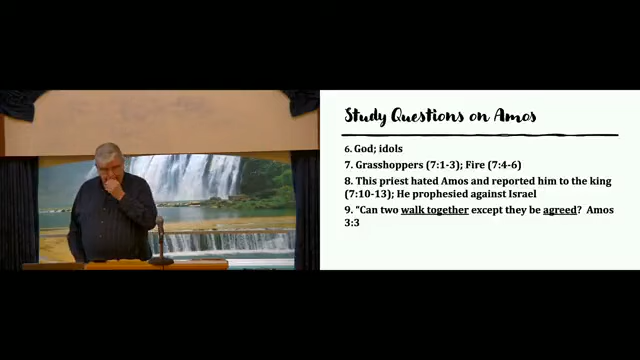 Study Questions on Amos
6. God; idols
7. Grasshoppers (7:1-3); Fire (7:4-6)
8. This priest hated Amos and reported him to the king
(7:10-13); He prophesied against Israel
9. "Can two walk together except they be agreed?  Amos
3:3